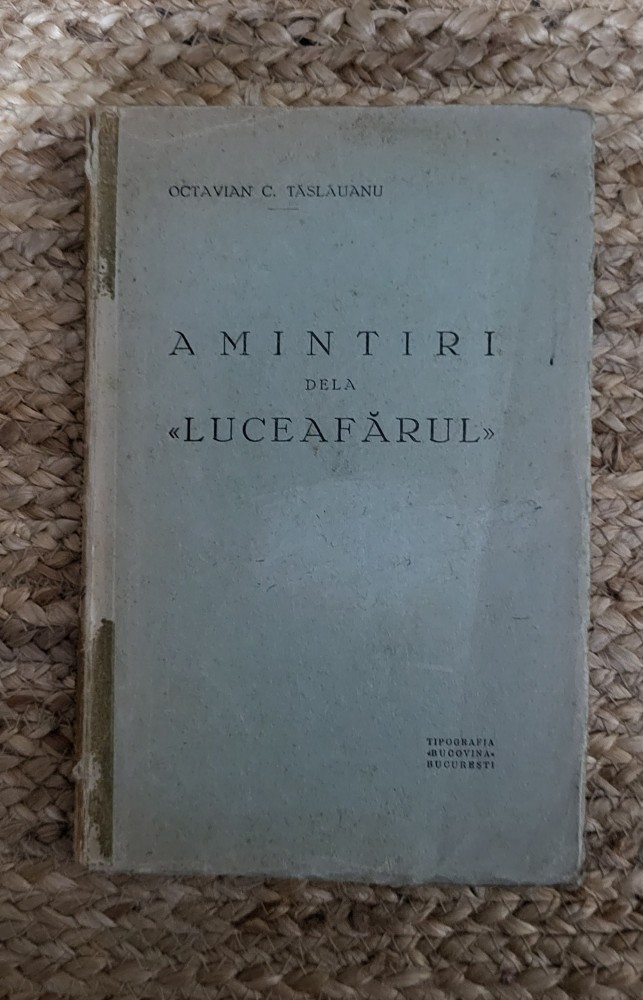 OCTAVIAN C. TĂSLĂUANU
AMINTIRI
DELA
«LUCEAFĂRUL»
TIPOGRAFIA
«BUCOVINA»
BUCUREȘTI